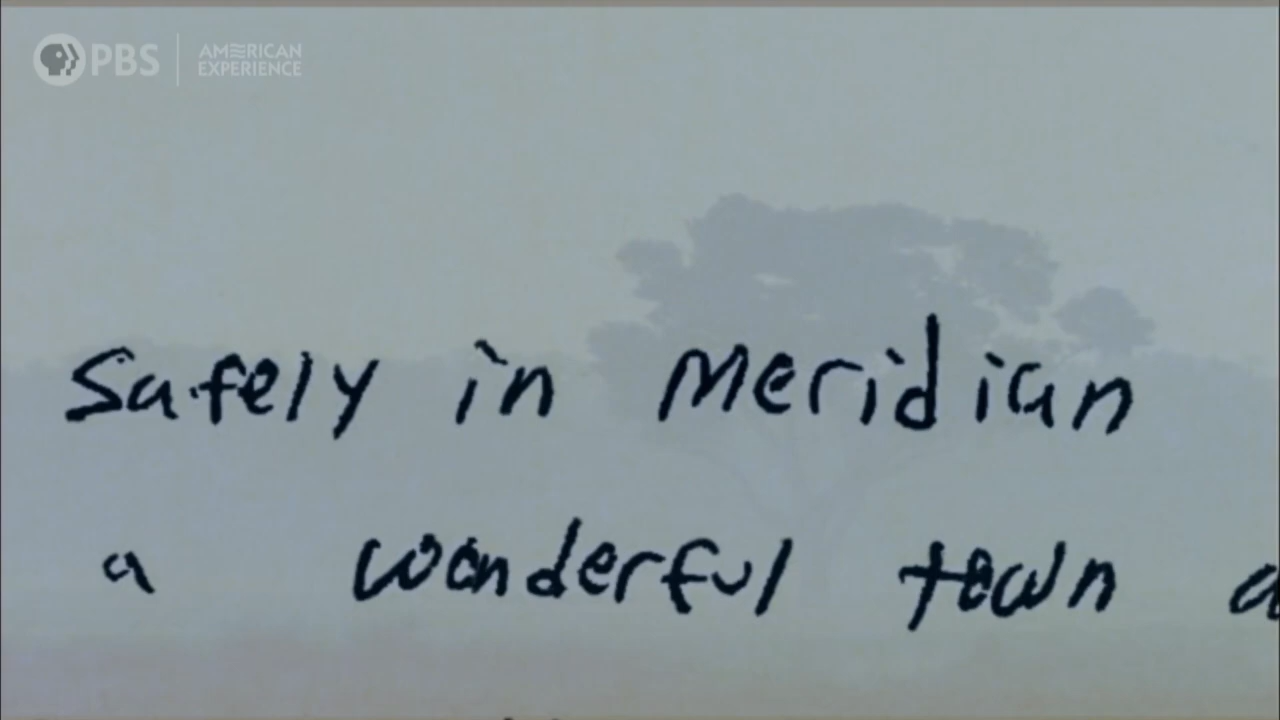 PBS
AMERICAN
EXPERIENCE
Safely in Meridian
a wonderful town